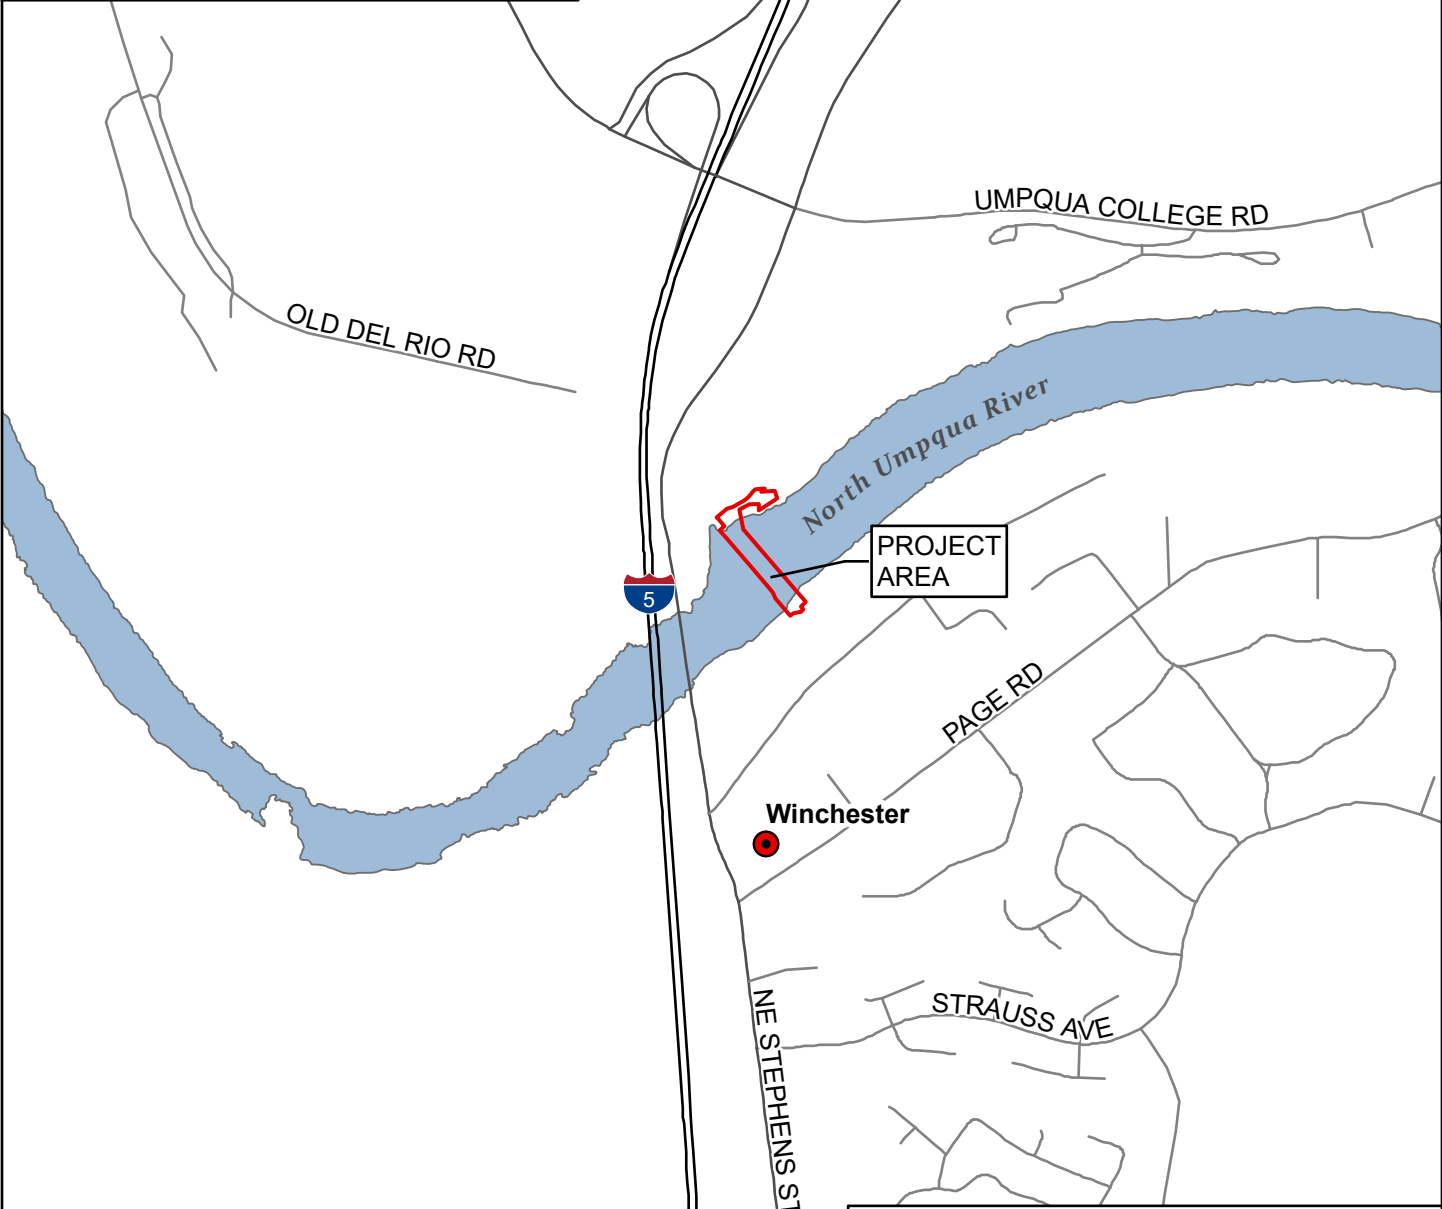 UMPQUA COLLEGE RD
OLD DEL RIO RD
North Umpqua River
PROJECT
AREA
5
PAGE RD
Winchester
STRAUSS AVE
NE STEPHENS ST